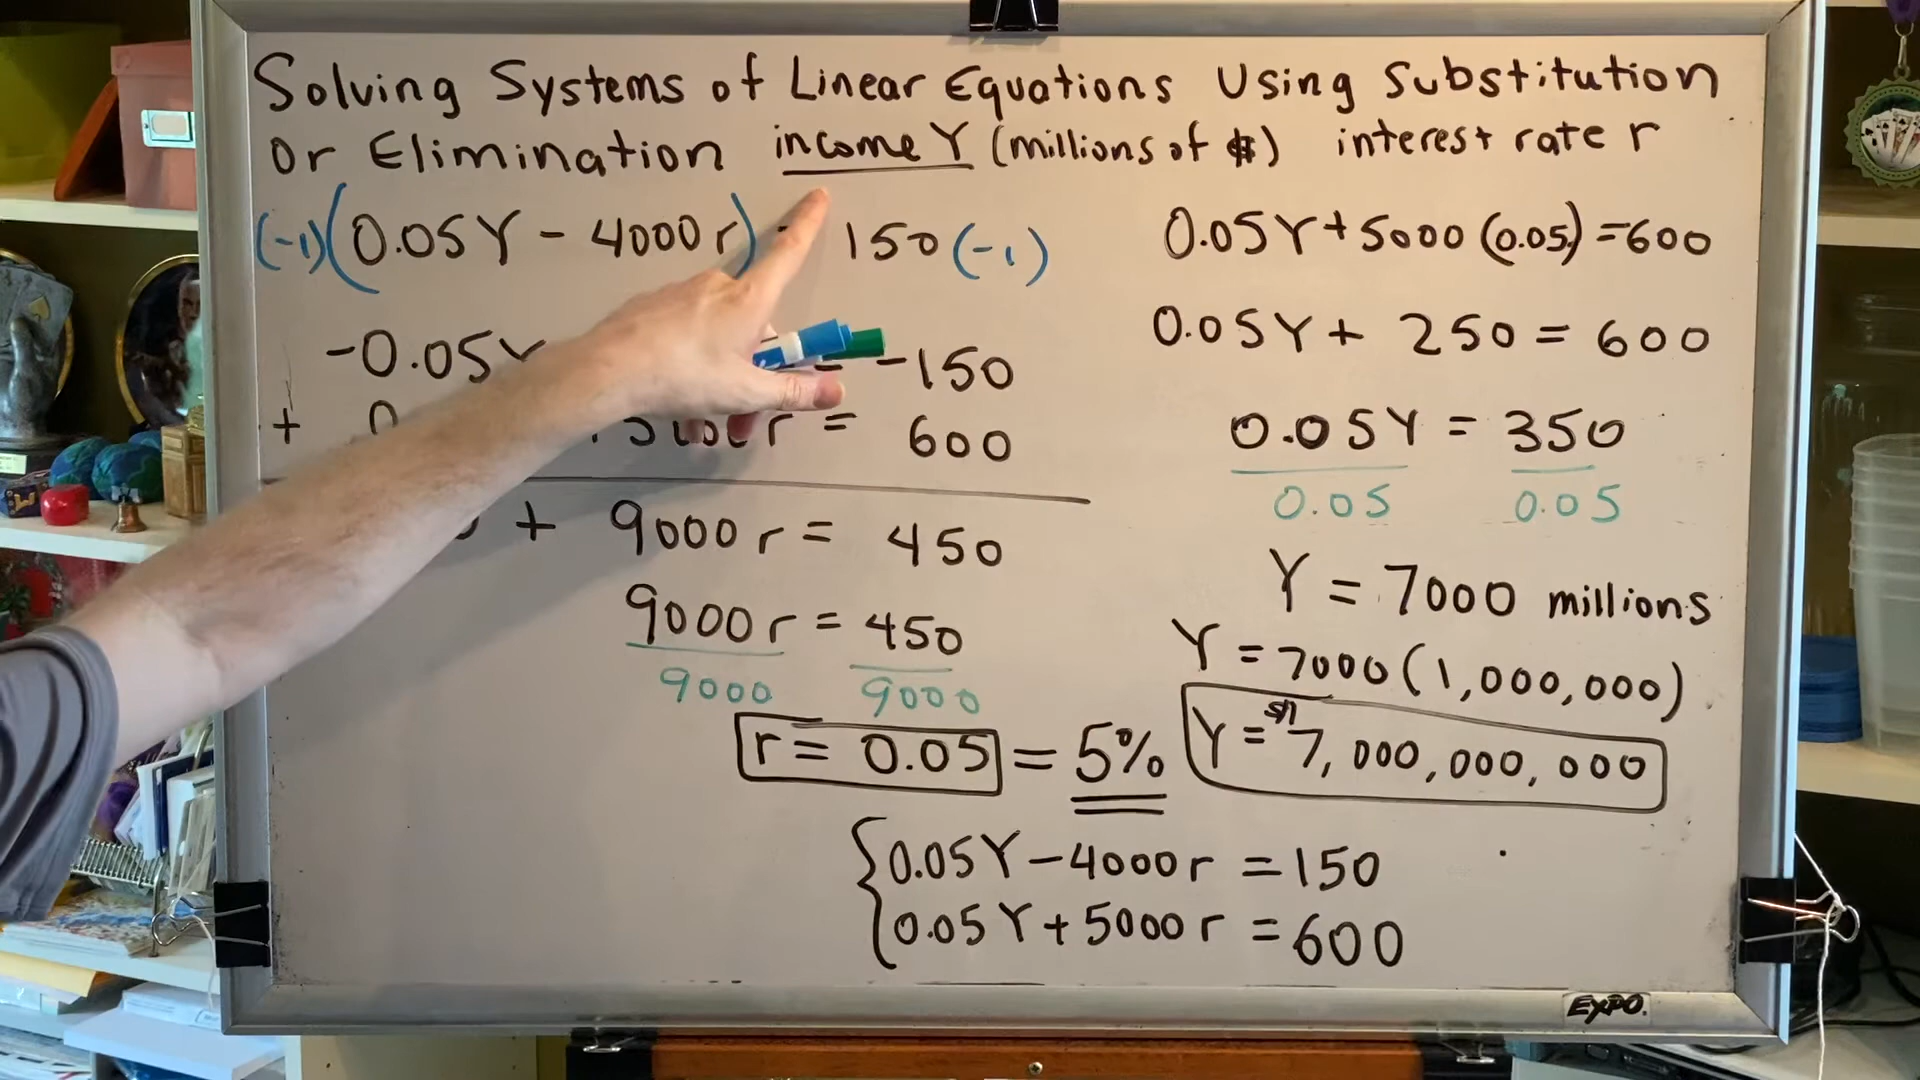 Solving Systems of Linear Equations Using Substitution
Or Elimination income Y (millions of $) interest rate r
(-1)(0.05Y - 4000r) 150(-1)
-0.05Y = -150
+ 0 5000r = 600
+ 9000r = 450
9000r = 450
9000 9000
r = 0.05 = 5%
0.05Y + 5000(0.05) = 600
0.05Y + 250 = 600
0.05Y = 350
0.05 0.05
Y = 7000 millions
Y = 7000(1,000,000)
Y = $7,000,000,000
0.05Y - 4000r = 150
0.05Y + 5000r = 600
EXPO.